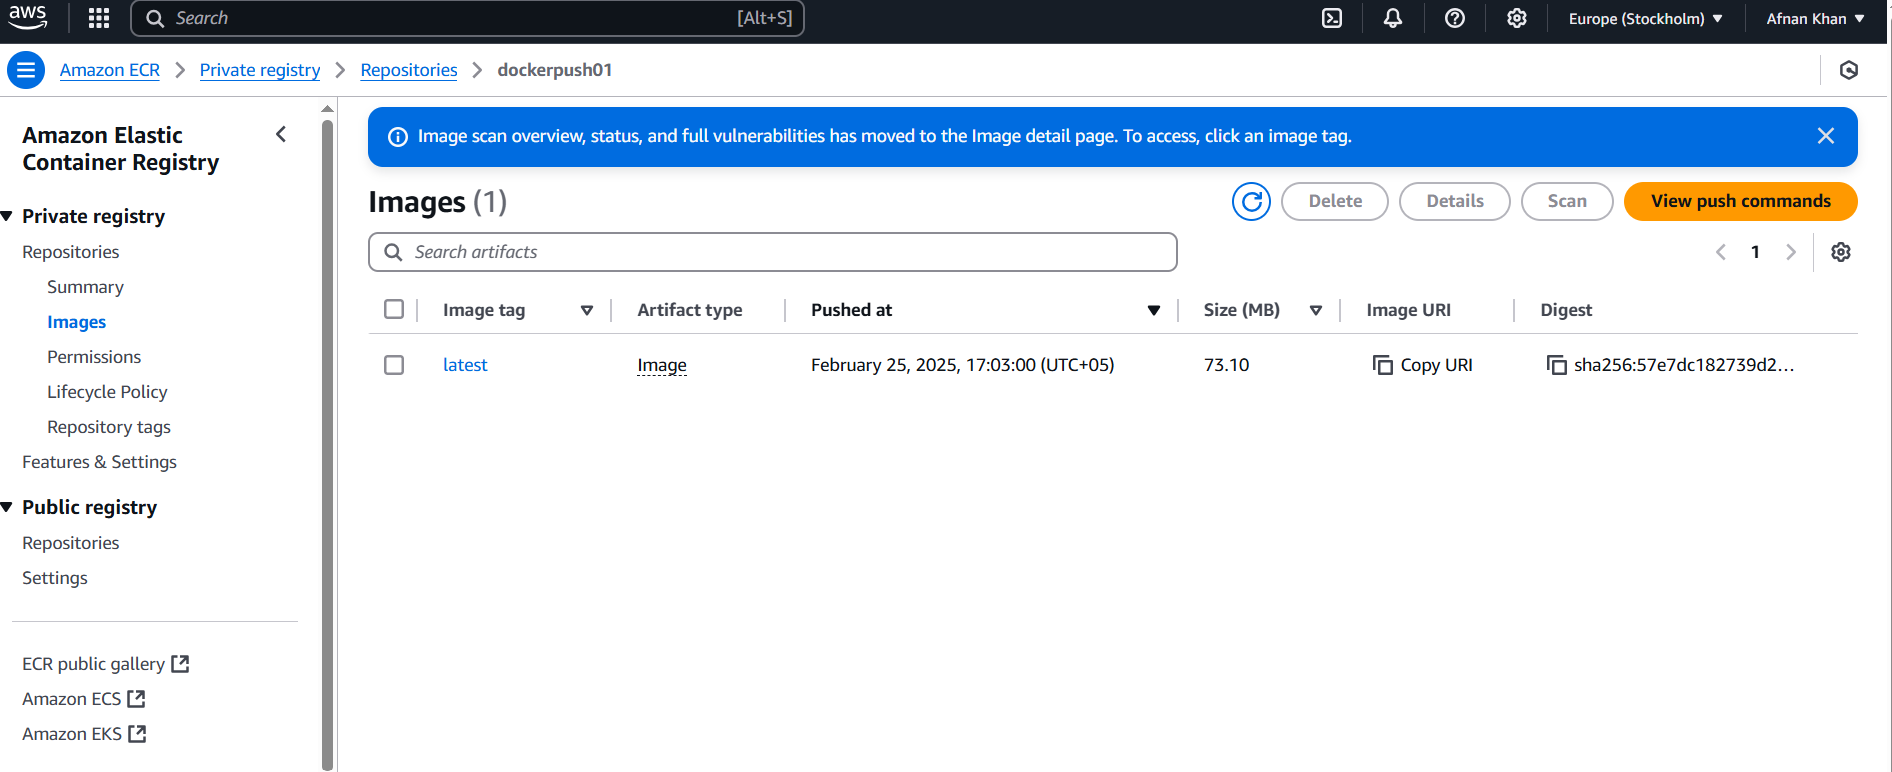 aws
Search [Alt+S]
Europe (Stockholm)
Afnan Khan
Amazon ECR
Private registry
Repositories
dockerpush01
Amazon Elastic
Container Registry
Private registry
Repositories
Summary
Images
Permissions
Lifecycle Policy
Repository tags
Features & Settings
Public registry
Repositories
Settings
ECR public gallery
Amazon ECS
Amazon EKS
Image scan overview, status, and full vulnerabilities has moved to the Image detail page. To access, click an image tag.
Images (1)
Delete
Details
Scan
View push commands
Search artifacts
1
Image tag
Artifact type
Pushed at
Size (MB)
Image URI
Digest
latest
Image
February 25, 2025, 17:03:00 (UTC+05)
73.10
Copy URI
sha256:57e7dc182739d2...